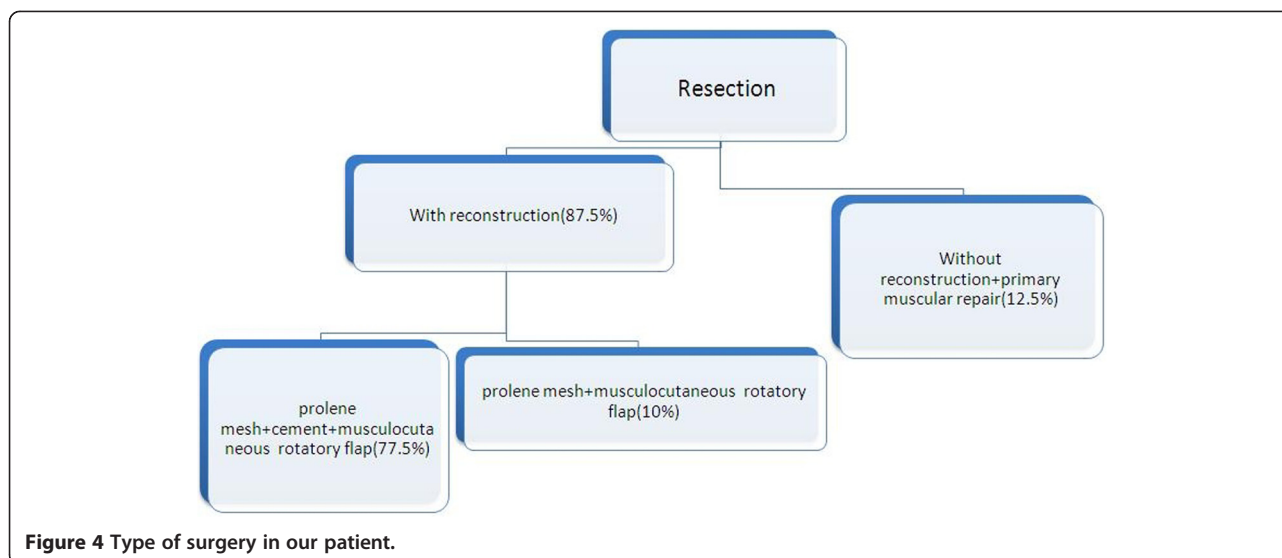 Resection
With reconstruction(87.5%)
Without
reconstruction+primary
muscular repair(12.5%)
prolene
mesh+cement+musculocuta
neous rotatory flap(77.5%)
prolene mesh+musculocutaneous rotatory
flap(10%)
Figure 4 Type of surgery in our patient.